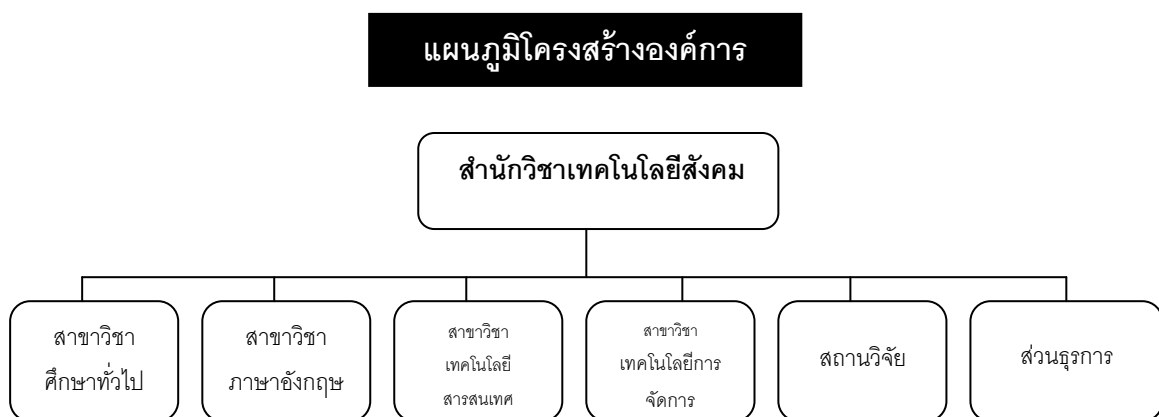 แผนภูมิโครงสร้างองค์การ
สำนักวิชาเทคโนโลยีสังคม
สาขาวิชา
ศึกษาทั่วไป
สาขาวิชา
ภาษาอังกฤษ
สาขาวิชา
เทคโนโลยี
สารสนเทศ
สาขาวิชา
เทคโนโลยีการ
จัดการ
สถานวิจัย
ส่วนธุรการ